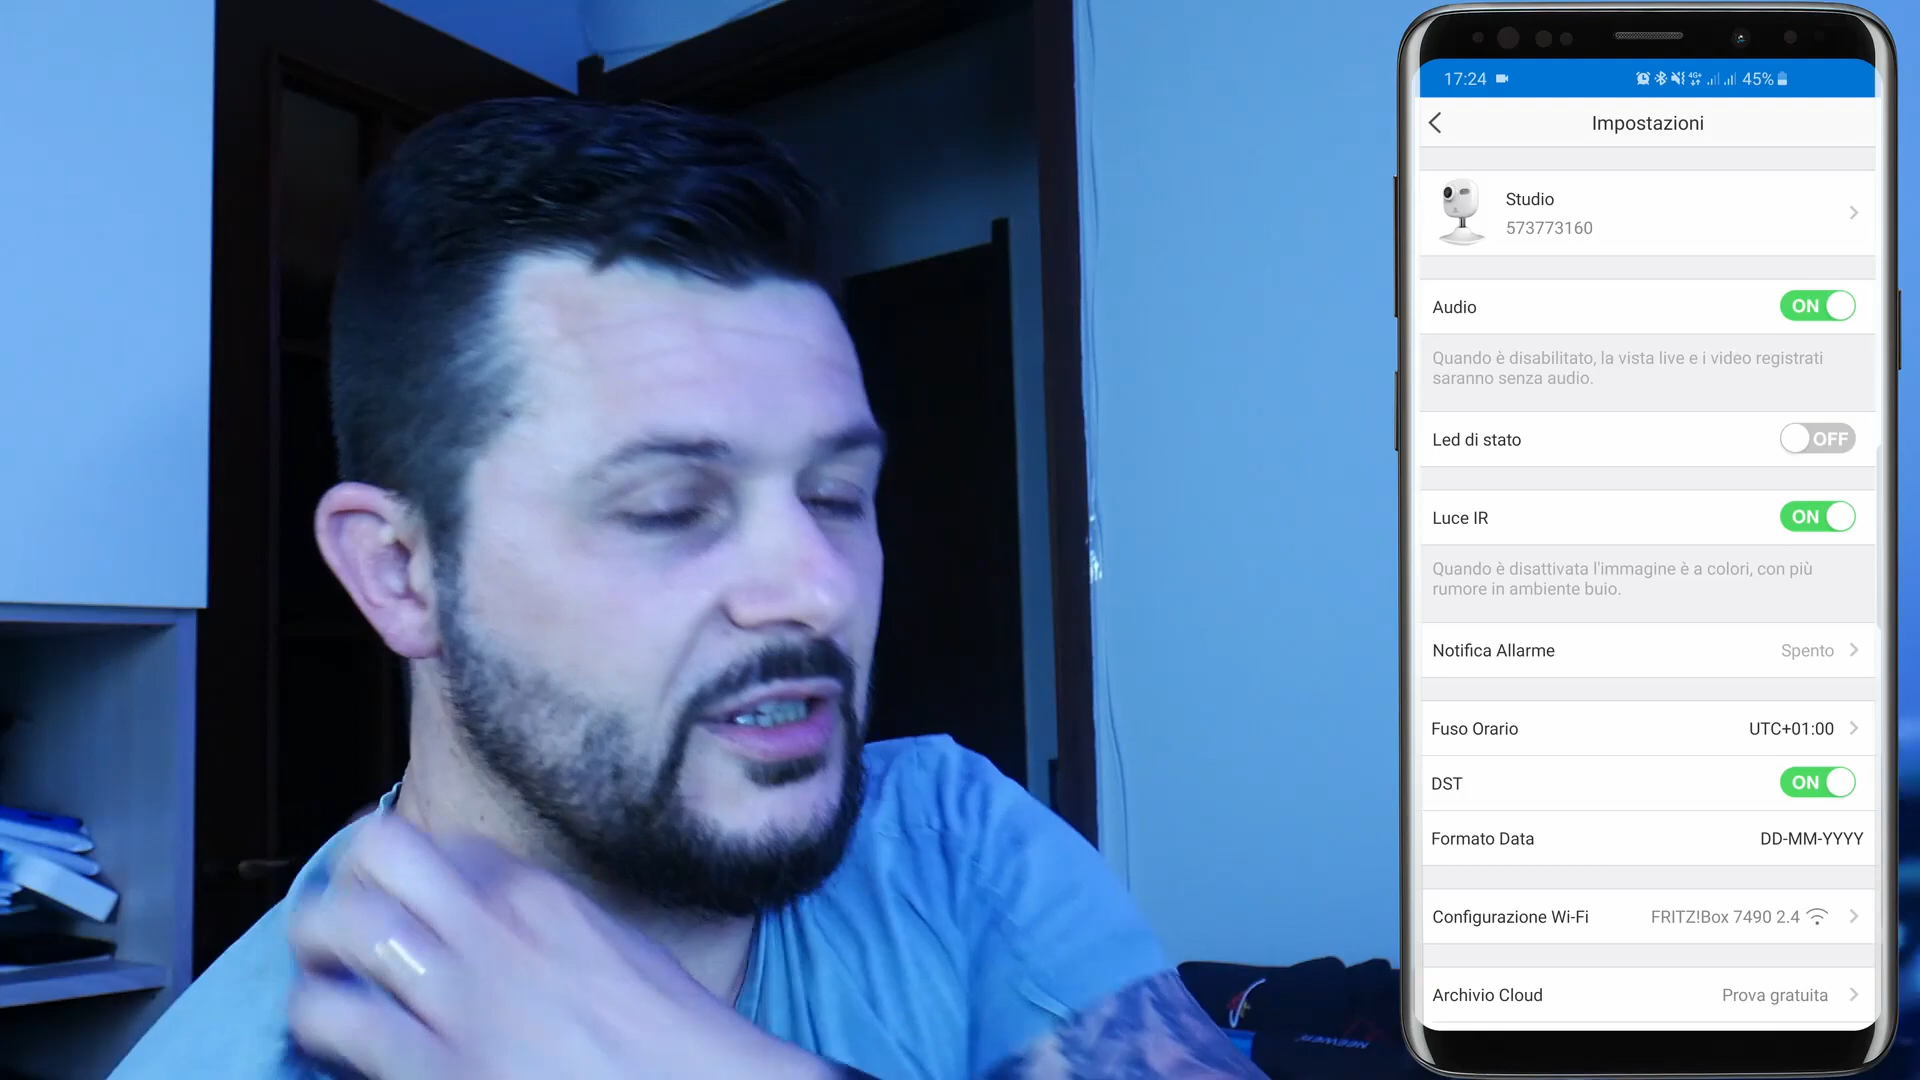 17:24
45%
Impostazioni
Studio
573773160
Audio
ON
Quando è disabilitato, la vista live e i video registrati
saranno senza audio.
Led di stato
OFF
Luce IR
ON
Quando è disattivata l'immagine è a colori, con più
rumore in ambiente buio.
Notifica Allarme
Spento
Fuso Orario
UTC+01:00
DST
ON
Formato Data
DD-MM-YYYY
Configurazione Wi-Fi
FRITZ!Box 7490 2.4
Archivio Cloud
Prova gratuita
NEEWER